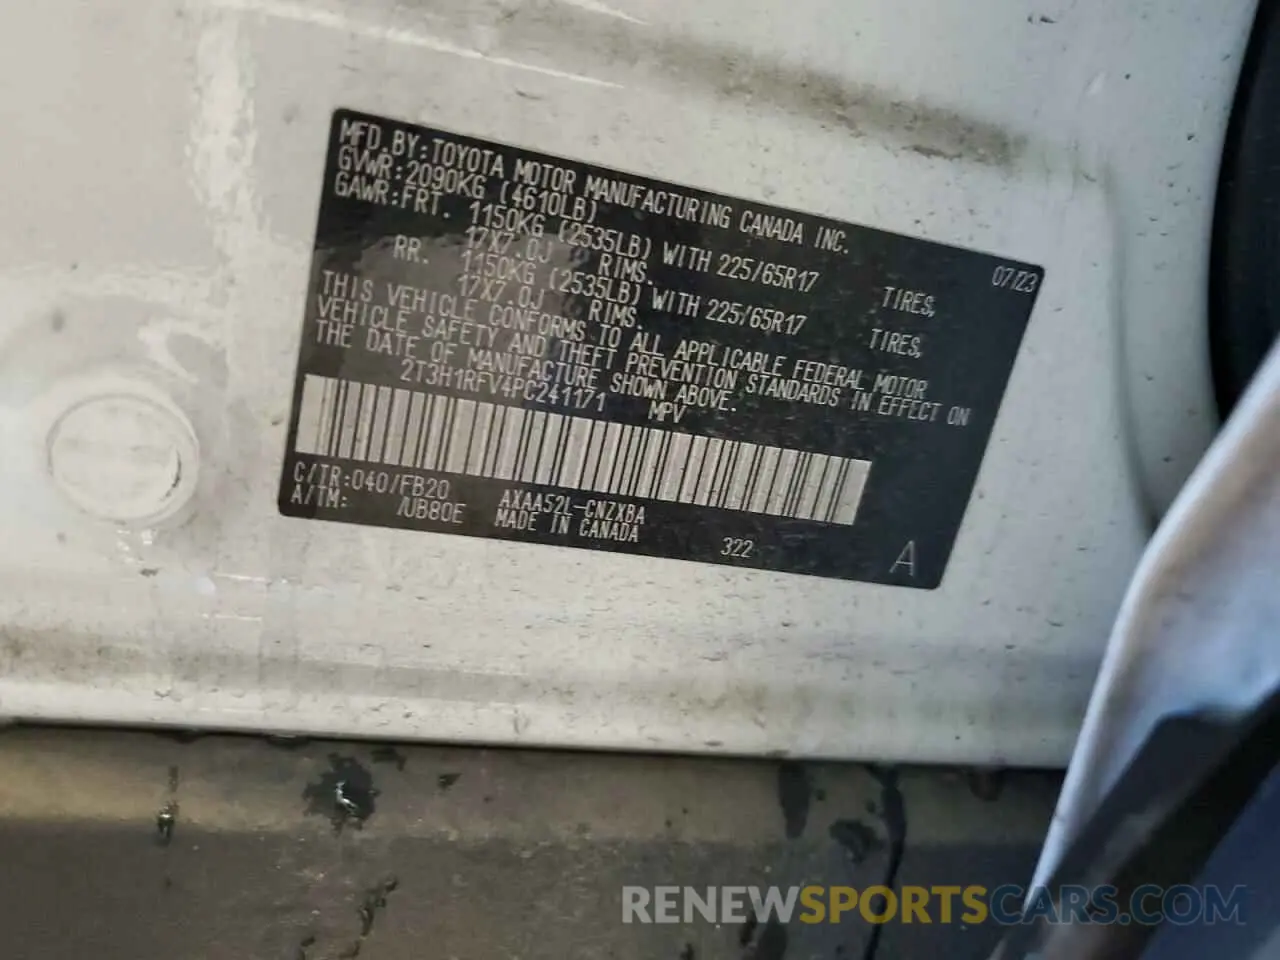 MFD.BY:TOYOTA MOTOR MANUFACTURING CANADA INC.
GVWR:2090KG (4610LB) 07/23
GAWR:FRT. 1150KG (2535LB) WITH 225/65R17 TIRES,
17X7.0J RIMS.
RR. 1150KG (2535LB) WITH 225/65R17 TIRES,
17X7.0J RIMS.
THIS VEHICLE CONFORMS TO ALL APPLICABLE FEDERAL MOTOR
VEHICLE SAFETY AND THEFT PREVENTION STANDARDS IN EFFECT ON
THE DATE OF MANUFACTURE SHOWN ABOVE.
2T3H1RFV4PC241171 MPV
C/TR:040/FB20 AXAA52L-CNZXBA
A/TM: /UB80E MADE IN CANADA 322 A
RENEWSPORTSCARS.COM